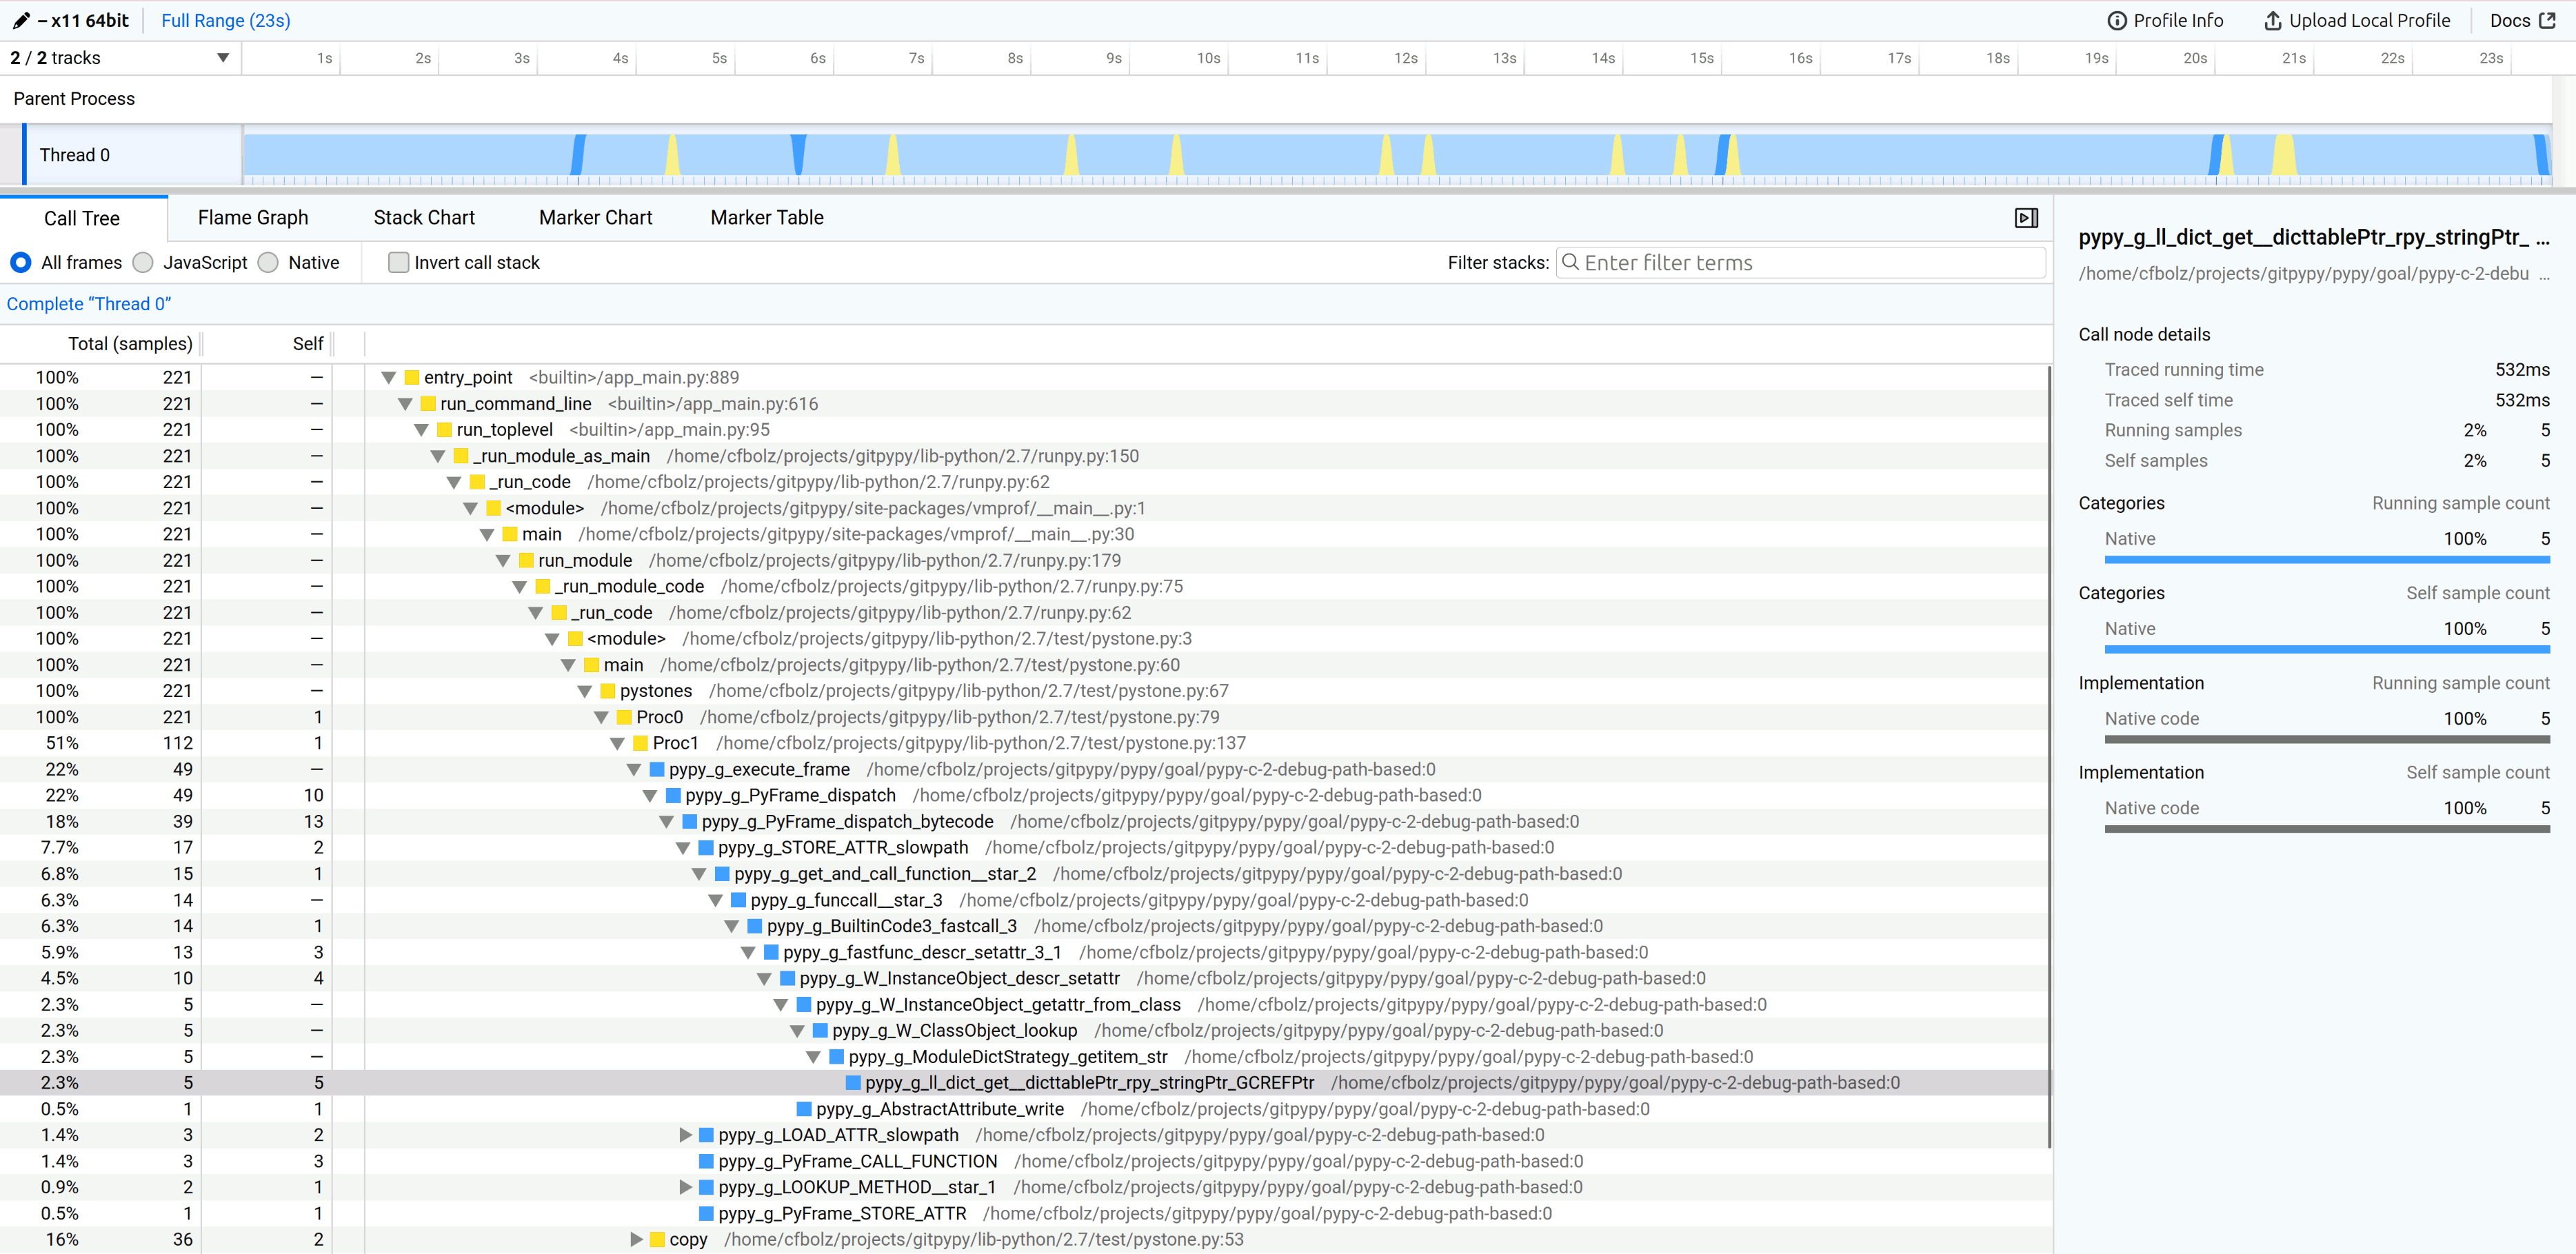 – x11 64bit Full Range (23s) Profile Info Upload Local Profile Docs
2 / 2 tracks 1s 2s 3s 4s 5s 6s 7s 8s 9s 10s 11s 12s 13s 14s 15s 16s 17s 18s 19s 20s 21s 22s 23s
Parent Process
Thread 0
Call Tree Flame Graph Stack Chart Marker Chart Marker Table
All frames JavaScript Native Invert call stack Filter stacks: Enter filter terms
Complete “Thread 0”
Total (samples) Self
100% 221 — entry_point <builtin>/app_main.py:889
100% 221 — run_command_line <builtin>/app_main.py:616
100% 221 — run_toplevel <builtin>/app_main.py:95
100% 221 — _run_module_as_main /home/cfbolz/projects/gitpypy/lib-python/2.7/runpy.py:150
100% 221 — _run_code /home/cfbolz/projects/gitpypy/lib-python/2.7/runpy.py:62
100% 221 — <module> /home/cfbolz/projects/gitpypy/site-packages/vmprof/__main__.py:1
100% 221 — main /home/cfbolz/projects/gitpypy/site-packages/vmprof/__main__.py:30
100% 221 — run_module /home/cfbolz/projects/gitpypy/lib-python/2.7/runpy.py:179
100% 221 — _run_module_code /home/cfbolz/projects/gitpypy/lib-python/2.7/runpy.py:75
100% 221 — _run_code /home/cfbolz/projects/gitpypy/lib-python/2.7/runpy.py:62
100% 221 — <module> /home/cfbolz/projects/gitpypy/lib-python/2.7/test/pystone.py:3
100% 221 — main /home/cfbolz/projects/gitpypy/lib-python/2.7/test/pystone.py:60
100% 221 — pystones /home/cfbolz/projects/gitpypy/lib-python/2.7/test/pystone.py:67
100% 221 1 Proc0 /home/cfbolz/projects/gitpypy/lib-python/2.7/test/pystone.py:79
51% 112 1 Proc1 /home/cfbolz/projects/gitpypy/lib-python/2.7/test/pystone.py:137
22% 49 — pypy_g_execute_frame /home/cfbolz/projects/gitpypy/pypy/goal/pypy-c-2-debug-path-based:0
22% 49 10 pypy_g_PyFrame_dispatch /home/cfbolz/projects/gitpypy/pypy/goal/pypy-c-2-debug-path-based:0
18% 39 13 pypy_g_PyFrame_dispatch_bytecode /home/cfbolz/projects/gitpypy/pypy/goal/pypy-c-2-debug-path-based:0
7.7% 17 2 pypy_g_STORE_ATTR_slowpath /home/cfbolz/projects/gitpypy/pypy/goal/pypy-c-2-debug-path-based:0
6.8% 15 1 pypy_g_get_and_call_function__star_2 /home/cfbolz/projects/gitpypy/pypy/goal/pypy-c-2-debug-path-based:0
6.3% 14 — pypy_g_funccall__star_3 /home/cfbolz/projects/gitpypy/pypy/goal/pypy-c-2-debug-path-based:0
6.3% 14 1 pypy_g_BuiltinCode3_fastcall_3 /home/cfbolz/projects/gitpypy/pypy/goal/pypy-c-2-debug-path-based:0
5.9% 13 3 pypy_g_fastfunc_descr_setattr_3_1 /home/cfbolz/projects/gitpypy/pypy/goal/pypy-c-2-debug-path-based:0
4.5% 10 4 pypy_g_W_InstanceObject_descr_setattr /home/cfbolz/projects/gitpypy/pypy/goal/pypy-c-2-debug-path-based:0
2.3% 5 — pypy_g_W_InstanceObject_getattr_from_class /home/cfbolz/projects/gitpypy/pypy/goal/pypy-c-2-debug-path-based:0
2.3% 5 — pypy_g_W_ClassObject_lookup /home/cfbolz/projects/gitpypy/pypy/goal/pypy-c-2-debug-path-based:0
2.3% 5 — pypy_g_ModuleDictStrategy_getitem_str /home/cfbolz/projects/gitpypy/pypy/goal/pypy-c-2-debug-path-based:0
2.3% 5 5 pypy_g_ll_dict_get__dicttablePtr_rpy_stringPtr_GCREFPtr /home/cfbolz/projects/gitpypy/pypy/goal/pypy-c-2-debug-path-based:0
0.5% 1 1 pypy_g_AbstractAttribute_write /home/cfbolz/projects/gitpypy/pypy/goal/pypy-c-2-debug-path-based:0
1.4% 3 2 pypy_g_LOAD_ATTR_slowpath /home/cfbolz/projects/gitpypy/pypy/goal/pypy-c-2-debug-path-based:0
1.4% 3 3 pypy_g_PyFrame_CALL_FUNCTION /home/cfbolz/projects/gitpypy/pypy/goal/pypy-c-2-debug-path-based:0
0.9% 2 1 pypy_g_LOOKUP_METHOD__star_1 /home/cfbolz/projects/gitpypy/pypy/goal/pypy-c-2-debug-path-based:0
0.5% 1 1 pypy_g_PyFrame_STORE_ATTR /home/cfbolz/projects/gitpypy/pypy/goal/pypy-c-2-debug-path-based:0
16% 36 2 copy /home/cfbolz/projects/gitpypy/lib-python/2.7/test/pystone.py:53
pypy_g_ll_dict_get__dicttablePtr_rpy_stringPtr_ ...
/home/cfbolz/projects/gitpypy/pypy/goal/pypy-c-2-debu ...
Call node details
Traced running time 532ms
Traced self time 532ms
Running samples 2% 5
Self samples 2% 5
Categories Running sample count
Native 100% 5
Categories Self sample count
Native 100% 5
Implementation Running sample count
Native code 100% 5
Implementation Self sample count
Native code 100% 5